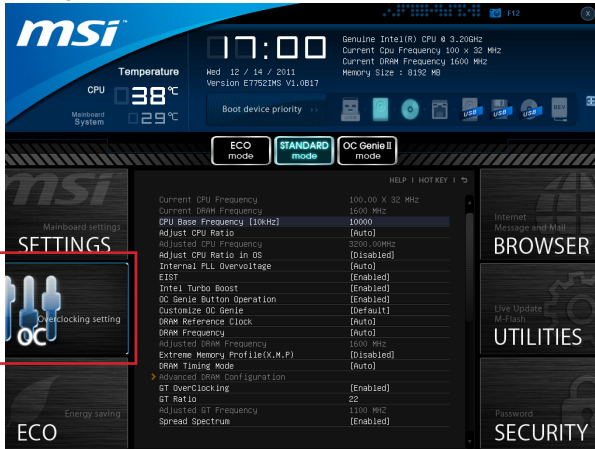 msi
F12
X
17:00
Genuine Intel(R) CPU @ 3.20GHz
Current Cpu Frequency 100 x 32 MHz
Current DRAM Frequency 1600 MHz
Memory Size : 8192 MB
Temperature
Wed 12 / 14 / 2011
Version E7752IMS V1.0B17
CPU 38°C
Mainboard
System 29°C
Boot device priority
USB
USB
USB
DEV
ECO
mode
STANDARD
mode
OC Genie II
mode
HELP | HOT KEY |
msi
Mainboard settings
SETTINGS
Overclocking setting
OC
Energy saving
ECO
Current CPU Frequency 100.00 X 32 MHz
Current DRAM Frequency 1600 MHz
CPU Base Frequency [10kHz] 10000
Adjust CPU Ratio [Auto]
Adjusted CPU Frequency 3200.00MHz
Adjust CPU Ratio in OS [Disabled]
Internal PLL Overvoltage [Auto]
EIST [Enabled]
Intel Turbo Boost [Enabled]
OC Genie Button Operation [Enabled]
Customize OC Genie [Default]
DRAM Reference Clock [Auto]
DRAM Frequency [Auto]
Adjusted DRAM Frequency 1600 MHz
Extreme Memory Profile(X.M.P) [Disabled]
DRAM Timing Mode [Auto]
> Advanced DRAM Configuration
GT OverClocking [Enabled]
GT Ratio 22
Adjusted GT Frequency 1100 MHZ
Spread Spectrum [Enabled]
Internet
Message and Mail
BROWSER
Live Update
M-Flash
UTILITIES
Password
SECURITY